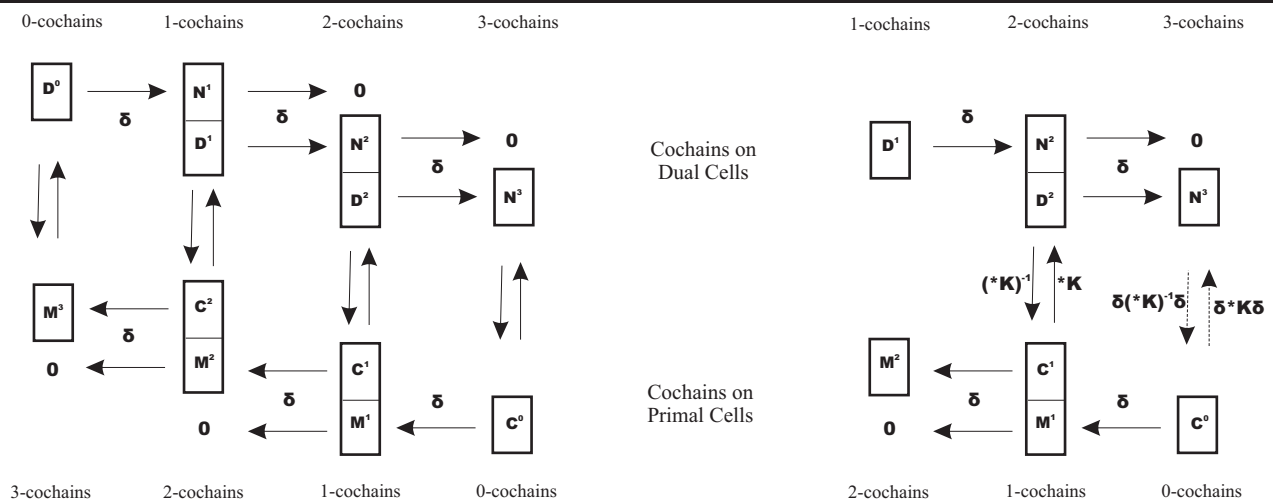 0-cochains 1-cochains 2-cochains 3-cochains 1-cochains 2-cochains 3-cochains
D⁰ δ N¹ δ 0 D¹ δ N² 0
D¹ N² δ 0 D² δ N³
D² N³
Cochains on
Dual Cells
(*K)⁻¹ *K δ(*K)⁻¹δ δ*Kδ
M³ δ C² M² δ C¹
0 M² δ C¹ δ 0 M¹ δ C⁰
0 M¹ C⁰
Cochains on
Primal Cells
3-cochains 2-cochains 1-cochains 0-cochains 2-cochains 1-cochains 0-cochains